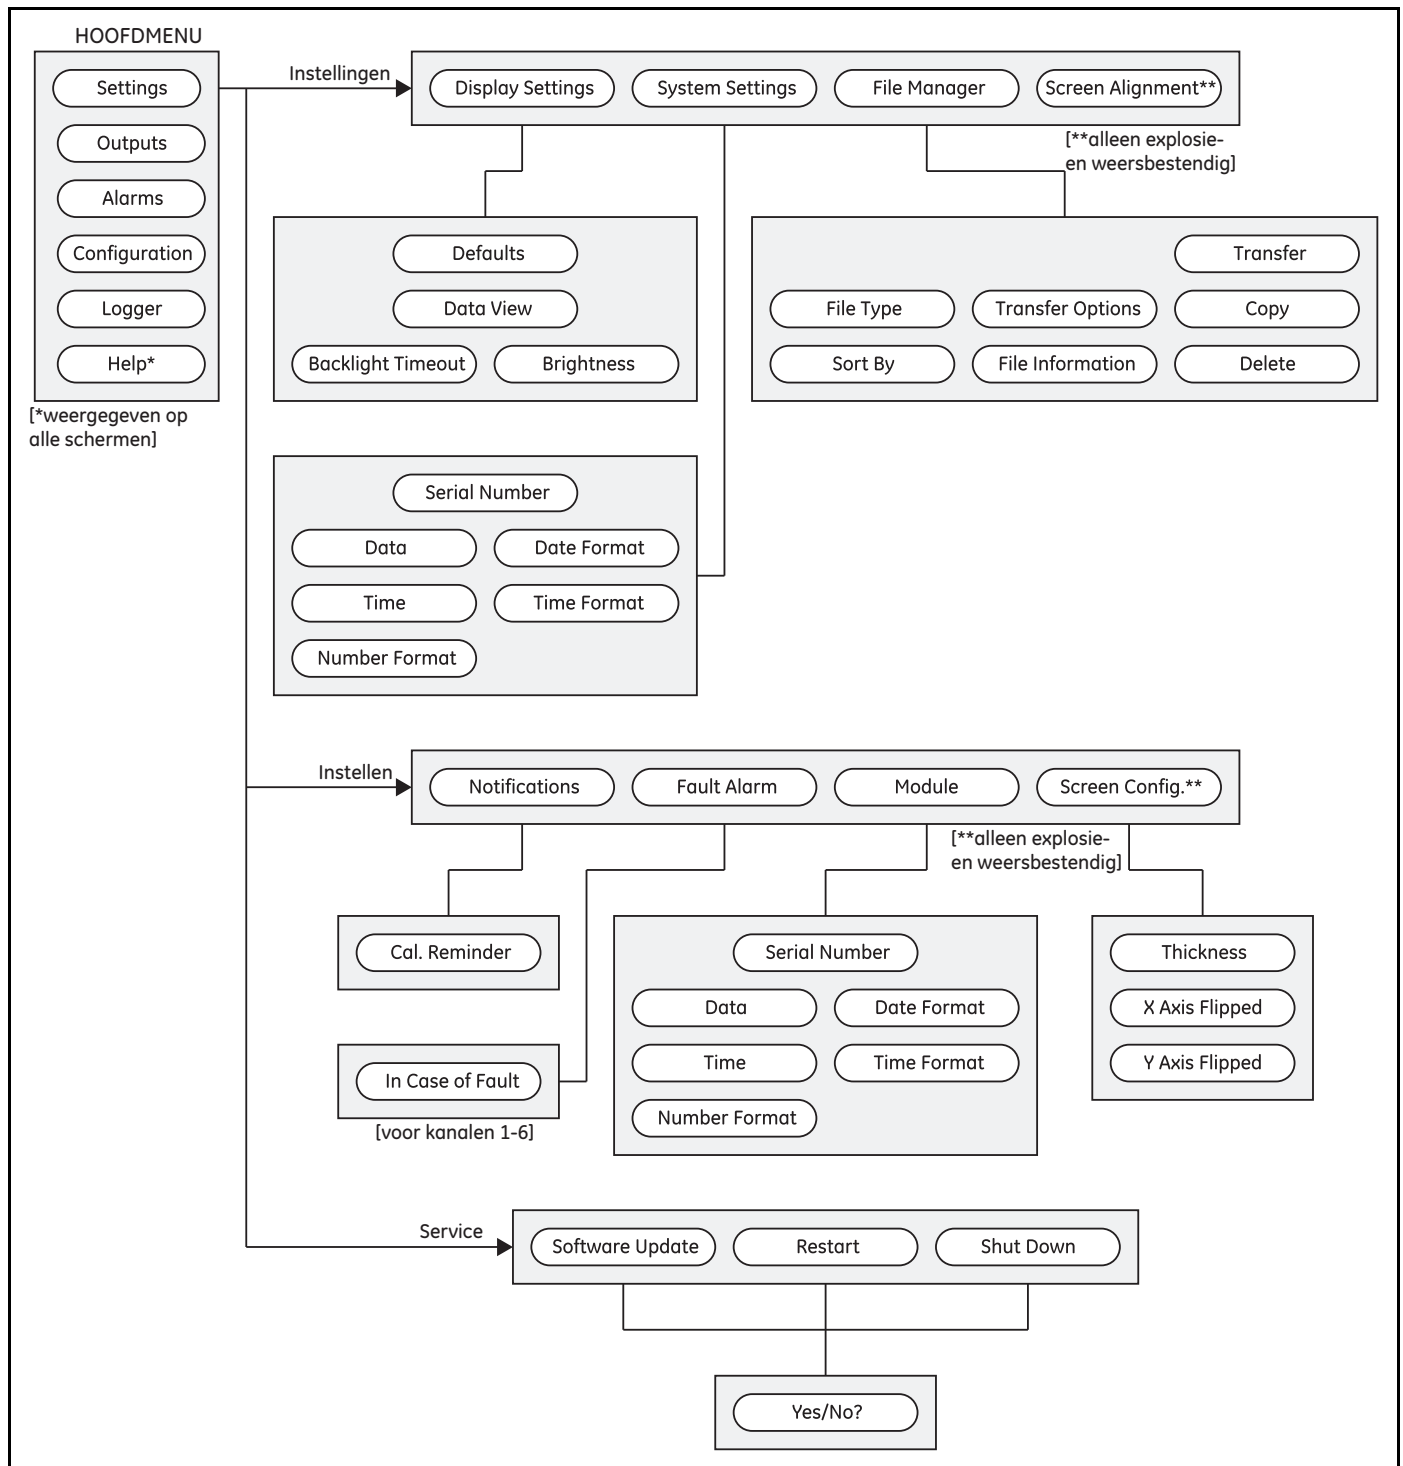 HOOFDMENU
Settings
Outputs
Alarms
Configuration
Logger
Help*
[*weergegeven op
alle schermen]
Instellingen
Display Settings
System Settings
File Manager
Screen Alignment**
[**alleen explosie-
en weersbestendig]
Defaults
Data View
Backlight Timeout
Brightness
Transfer
File Type
Transfer Options
Copy
Sort By
File Information
Delete
Serial Number
Data
Date Format
Time
Time Format
Number Format
Instellen
Notifications
Fault Alarm
Module
Screen Config.**
[**alleen explosie-
en weersbestendig]
Cal. Reminder
In Case of Fault
[voor kanalen 1-6]
Serial Number
Data
Date Format
Time
Time Format
Number Format
Thickness
X Axis Flipped
Y Axis Flipped
Service
Software Update
Restart
Shut Down
Yes/No?